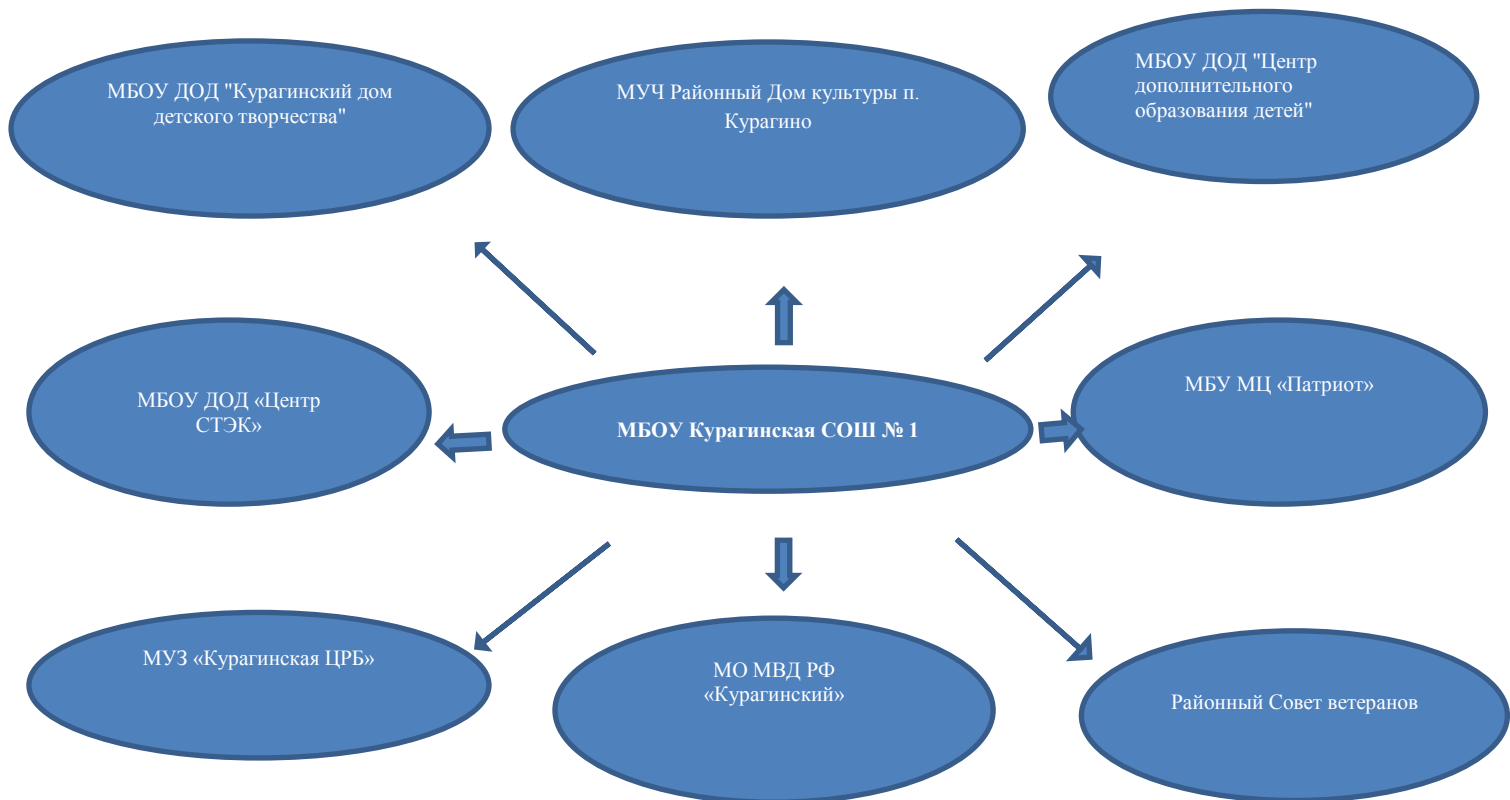 МБОУ ДОД "Курагинский дом
детского творчества"
МУЧ Районный Дом культуры п.
Курагино
МБОУ ДОД "Центр
дополнительного
образования детей"
МБОУ ДОД «Центр
СТЭК»
МБОУ Курагинская СОШ № 1
МБУ МЦ «Патриот»
МУЗ «Курагинская ЦРБ»
МО МВД РФ
«Курагинский»
Районный Совет ветеранов